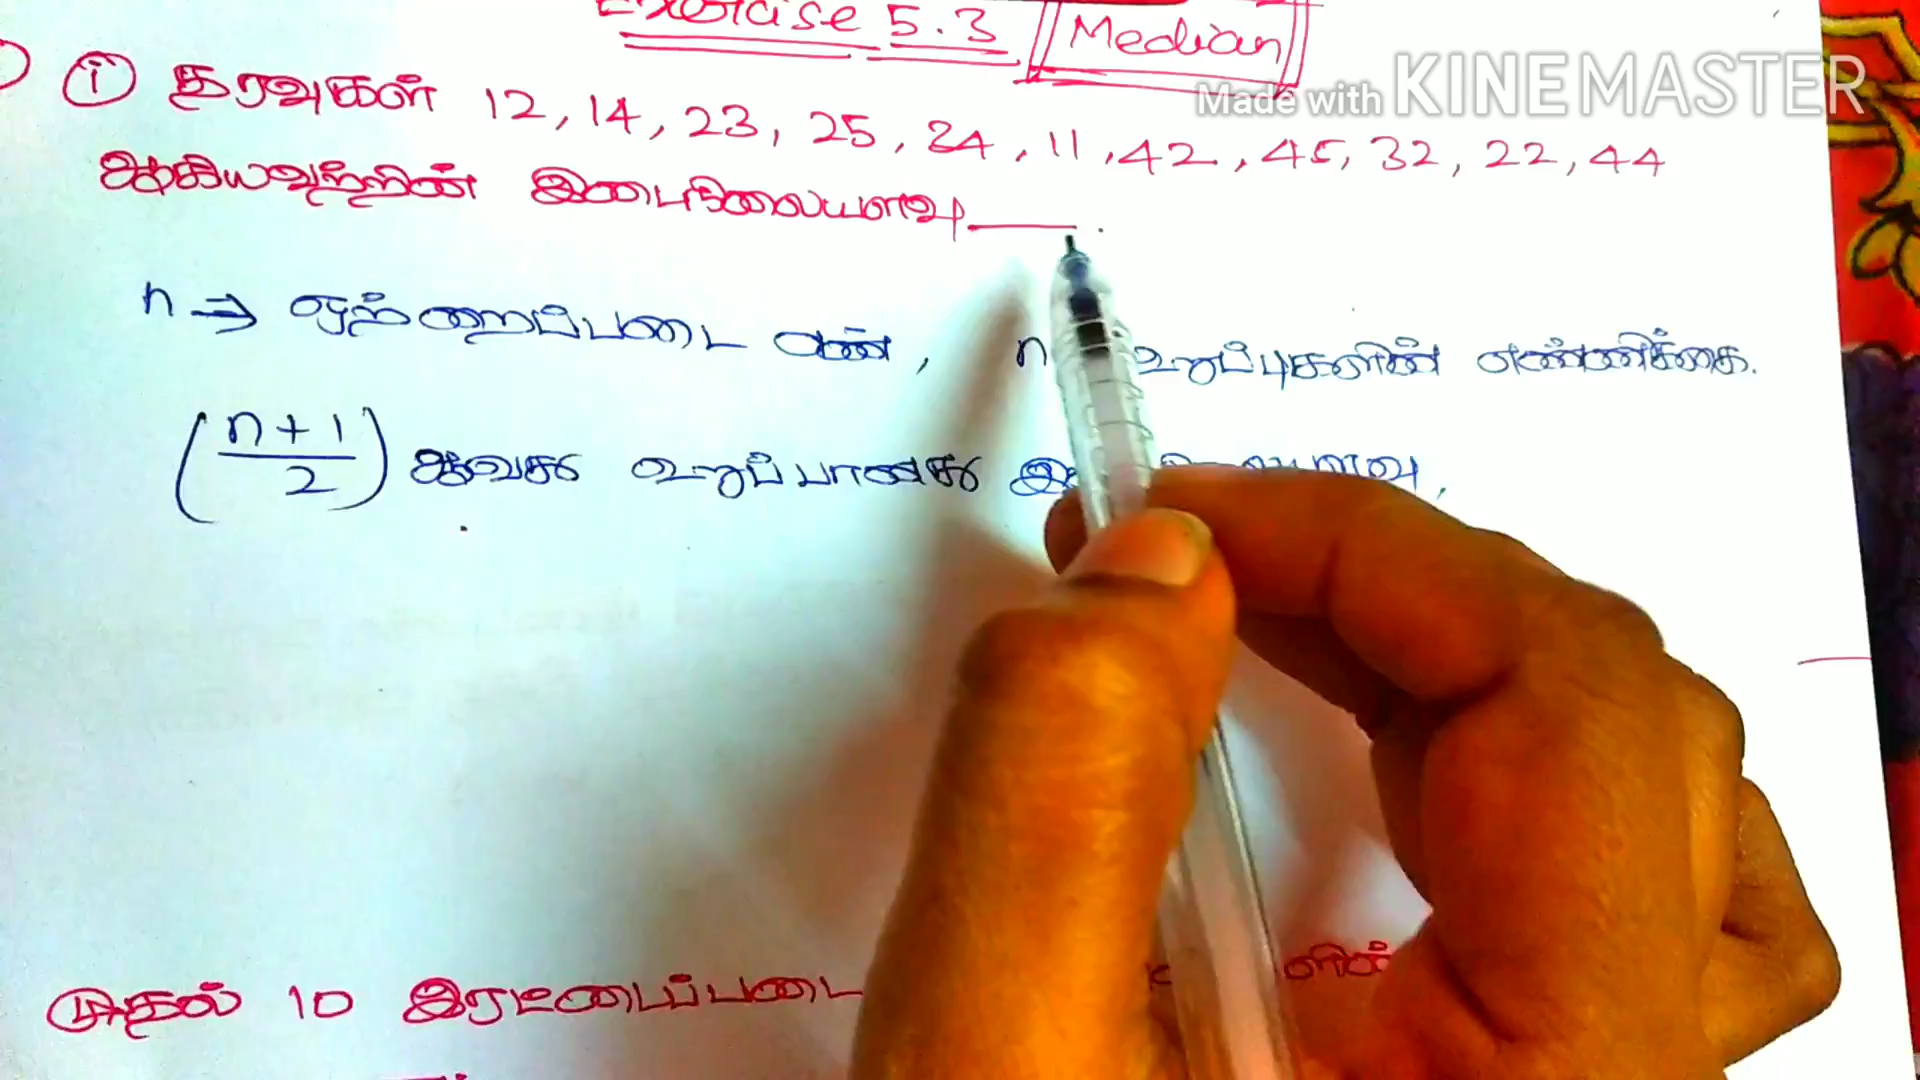 Exercise 5.3 Median
Made with KINEMASTER
i தரவுகள் 12, 14, 23, 25, 34, 11, 42, 45, 32, 22, 44
ஆகியவற்றின் இடைநிலையளவு ____.
n ⇒ ஒற்றைப்படை எண், n உறுப்புகளின் எண்ணிக்கை.
(n+1/2) ஆவது உறுப்பானது
முதல் 10 இரட்டைப்படை